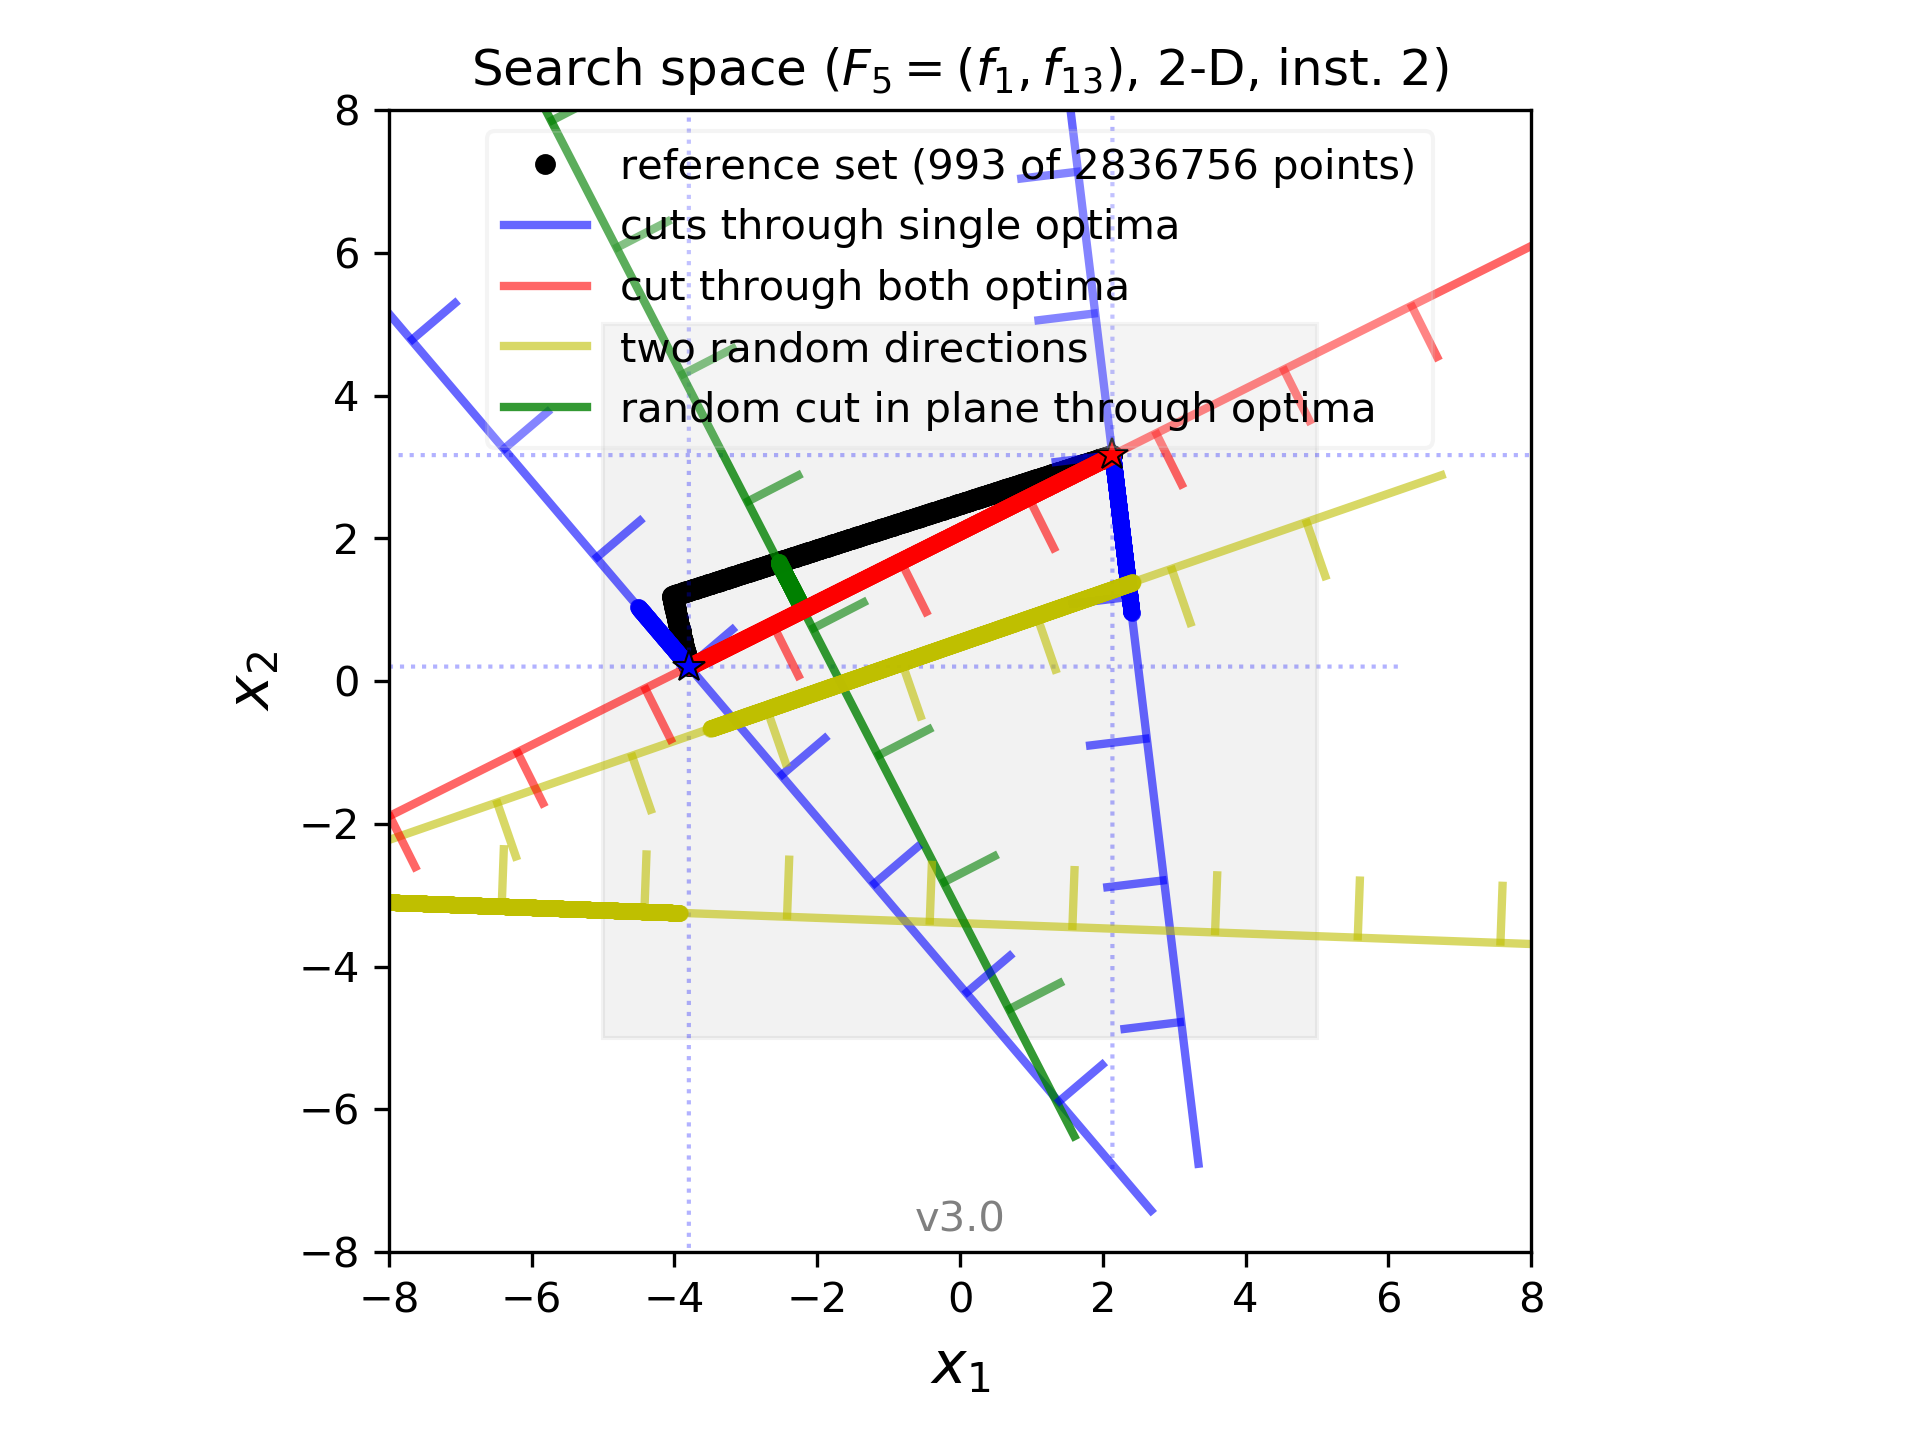 Search space (F₅ = (f₁, f₁₃), 2-D, inst. 2)
reference set (993 of 2836756 points)
cuts through single optima
cut through both optima
two random directions
random cut in plane through optima
8
6
4
2
0
−2
−4
−6
−8
x₂
v3.0
−8 −6 −4 −2 0 2 4 6 8
x₁